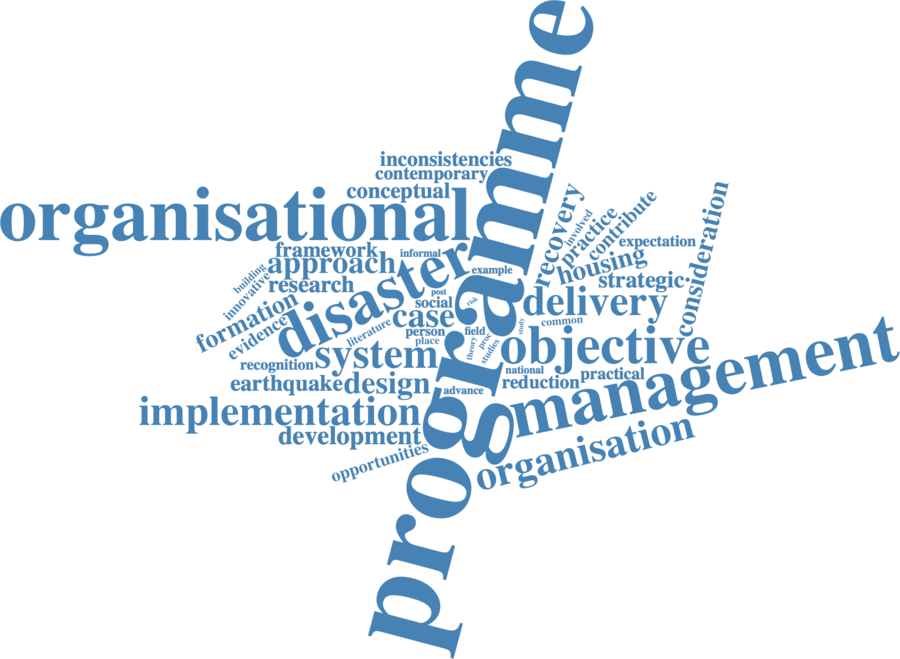 programme
inconsistencies
contemporary
conceptual
organisational
framework
informal
approach
disaster
example
recovery
involved
practice
contribute
expectation
housing
strategic
consideration
building
innovative
research
formation
evidence
post
social
risk
delivery
case
literature
person
place
field
theory
proc
studies
study
common
objective
system
recognition
national
practical
reduction
management
earthquake
design
advance
implementation
development
opportunities
organisation